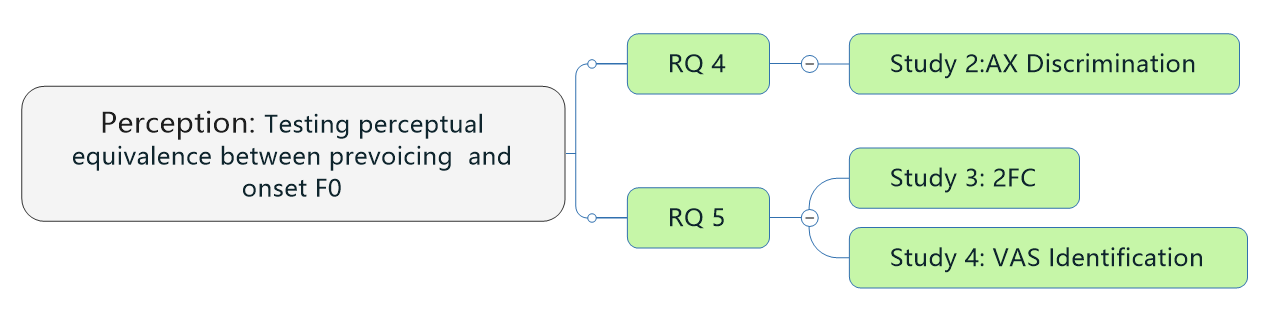 Perception: Testing perceptual
equivalence between prevoicing  and
onset F0
RQ 4
Study 2:AX Discrimination
RQ 5
Study 3: 2FC
Study 4: VAS Identification